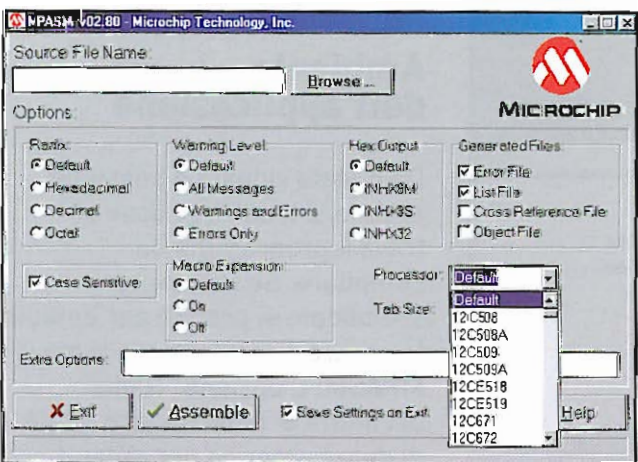 MPASM v02.80 - Microchip Technology, Inc.
Source File Name:
Browse ...
MICROCHIP
Options:
Radix:
Default
Hexadecimal
Decimal
Octal
Warning Level:
Default
All Messages
Warnings and Errors
Errors Only
Hex Output
Default
INHX8M
INHX8S
INHX32
Generated Files:
Error File
List File
Cross Reference File
Object File
Case Sensitive
Macro Expansion:
Default
On
Off
Processor:
Default
Tab Size:
Default
12C508
12C508A
12C509
12C509A
12CE518
12CE519
12C671
12C672
Extra Options:
Exit
Assemble
Save Settings on Exit
Help